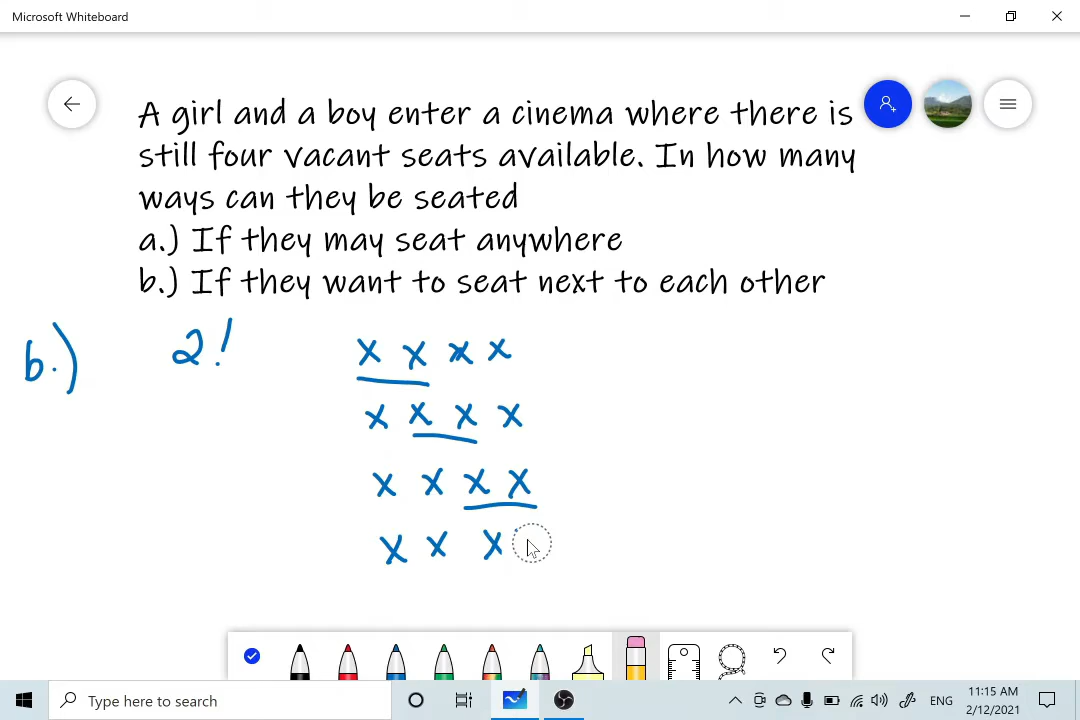 Microsoft Whiteboard
A girl and a boy enter a cinema where there is
still four vacant seats available. In how many
ways can they be seated
a.) If they may seat anywhere
b.) If they want to seat next to each other
b.) 2! x x x x
x x x x
x x x x
x x x
Type here to search
ENG
11:15 AM
2/12/2021